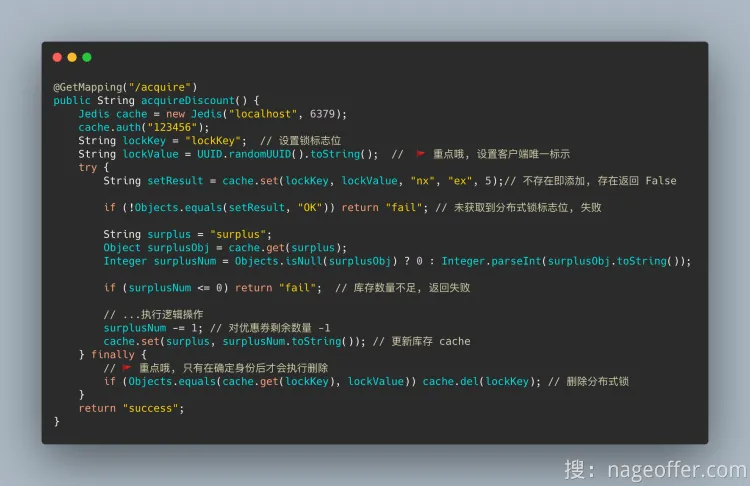 @GetMapping("/acquire")
public String acquireDiscount() {
    Jedis cache = new Jedis("localhost", 6379);
    cache.auth("123456");
    String lockKey = "lockKey";  // 设置锁标志位
    String lockValue = UUID.randomUUID().toString();  // 🚩 重点哦, 设置客户端唯一标示
    try {
        String setResult = cache.set(lockKey, lockValue, "nx", "ex", 5);// 不存在即添加, 存在返回 False

        if (!Objects.equals(setResult, "OK")) return "fail"; // 未获取到分布式锁标志位, 失败

        String surplus = "surplus";
        Object surplusObj = cache.get(surplus);
        Integer surplusNum = Objects.isNull(surplusObj) ? 0 : Integer.parseInt(surplusObj.toString());

        if (surplusNum <= 0) return "fail";  // 库存数量不足, 返回失败

        // ...执行逻辑操作
        surplusNum -= 1; // 对优惠券剩余数量 -1
        cache.set(surplus, surplusNum.toString()); // 更新库存 cache
    } finally {
        // 🚩 重点哦, 只有在确定身份后才会执行删除
        if (Objects.equals(cache.get(lockKey), lockValue)) cache.del(lockKey); // 删除分布式锁
    }
    return "success";
}
搜：nageoffer.com